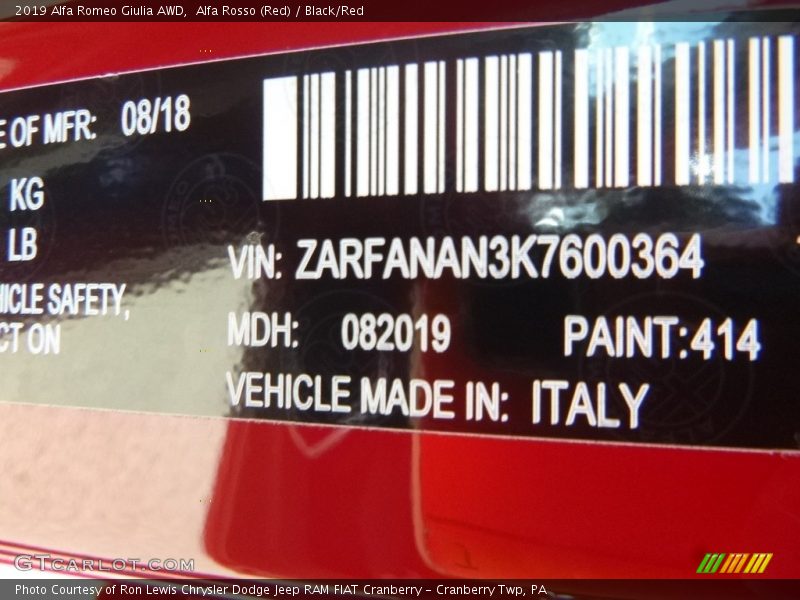 2019 Alfa Romeo Giulia AWD,  Alfa Rosso (Red) / Black/Red
E OF MFR: 08/18
KG
LB
VIN: ZARFANAN3K7600364
HICLE SAFETY,
MDH: 082019 PAINT:414
CT ON
VEHICLE MADE IN: ITALY
GTcarlot.com
Photo Courtesy of Ron Lewis Chrysler Dodge Jeep RAM FIAT Cranberry – Cranberry Twp, PA